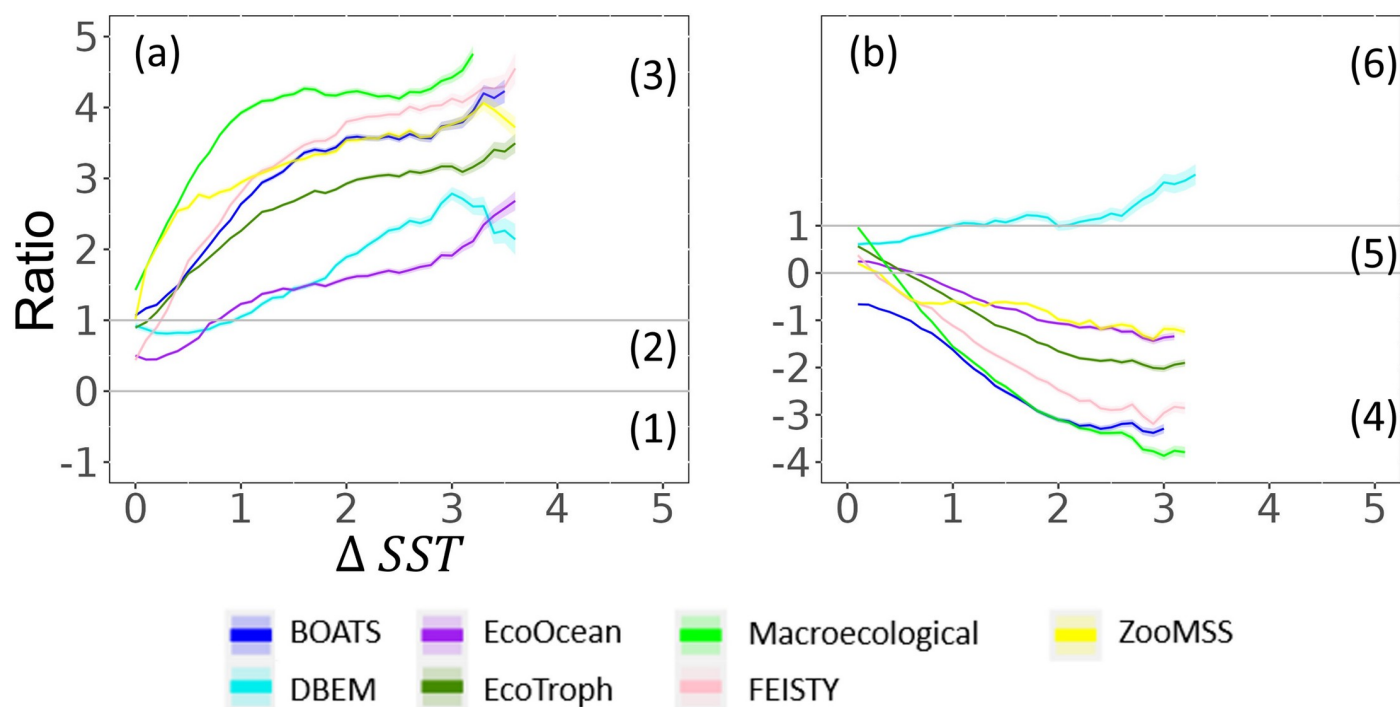 (a)
(b)
5
4
3
2
1
0
-1
(3)
(2)
(1)
Ratio
0 1 2 3 4 5
Δ SST
(6)
(5)
(4)
1
0
-1
-2
-3
-4
0 1 2 3 4 5
BOATS EcoOcean Macroecological ZooMSS
DBEM EcoTroph FEISTY